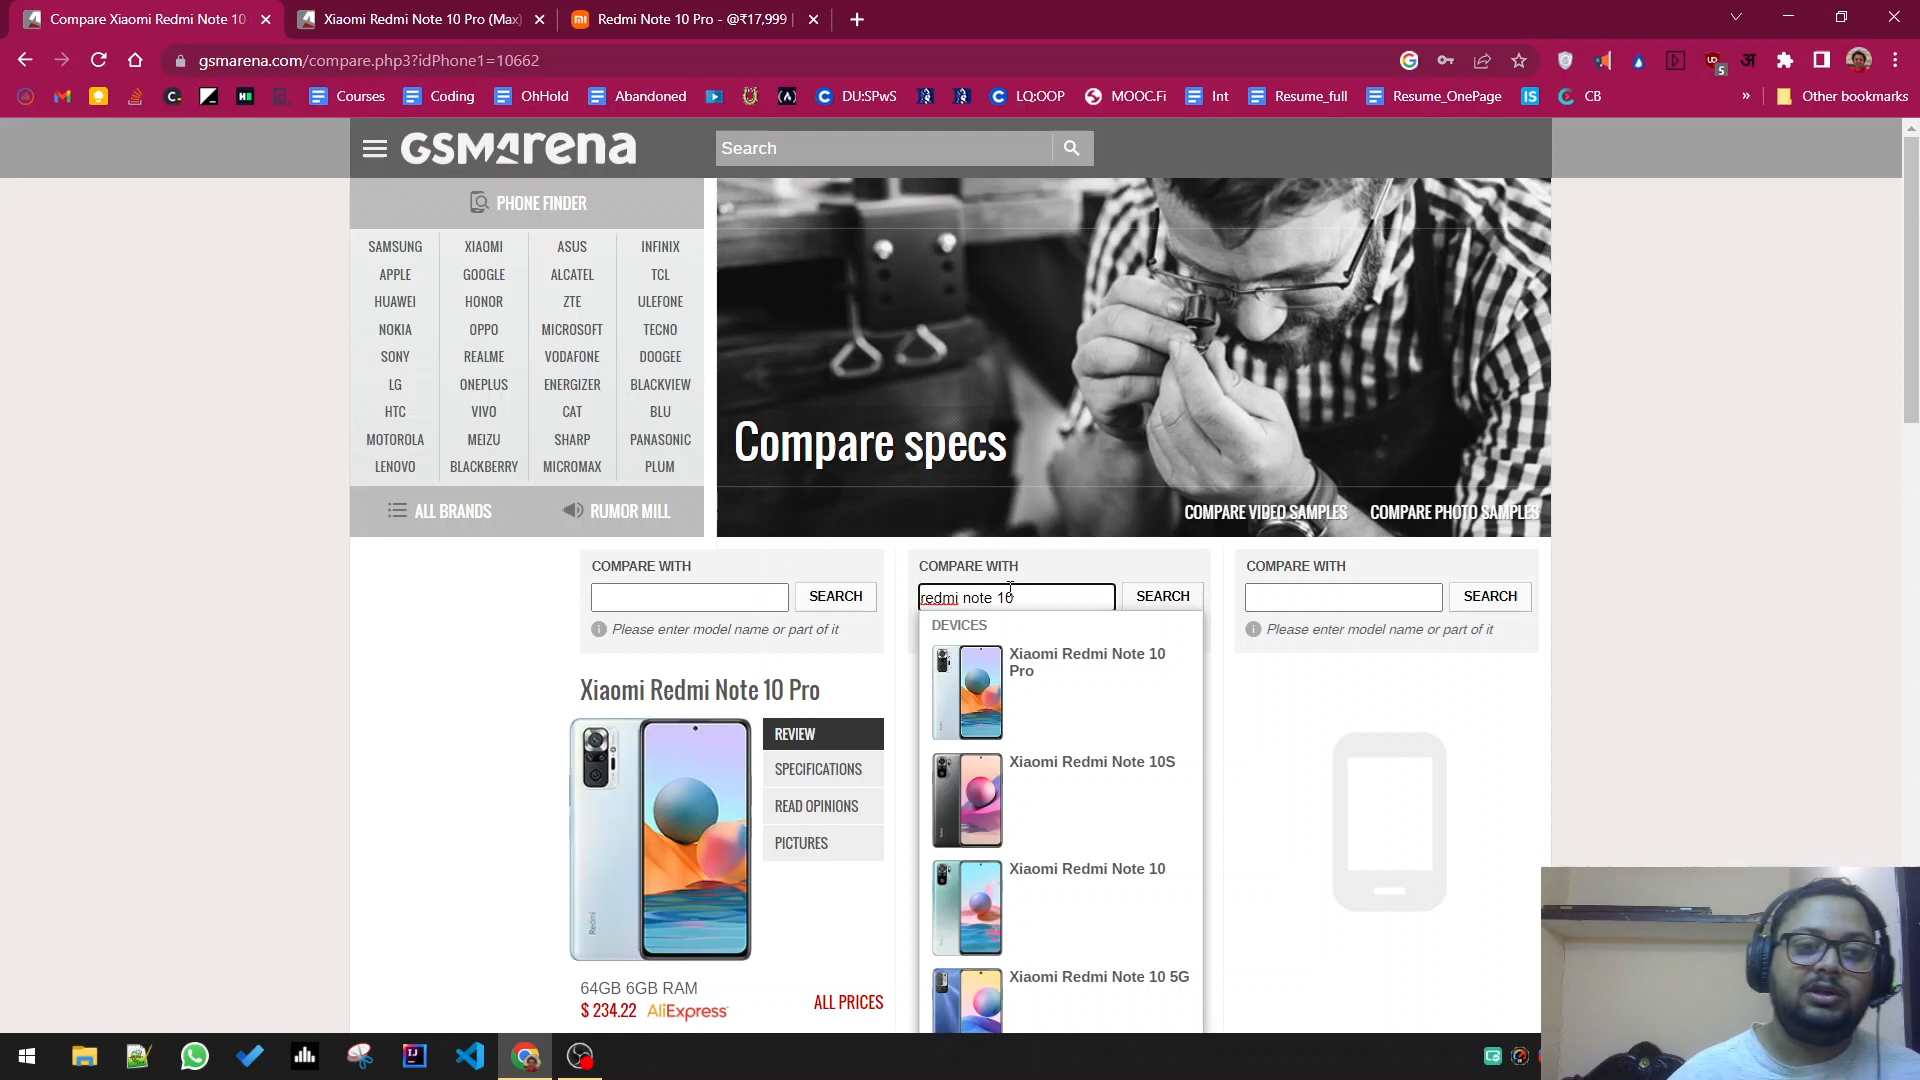 Compare Xiaomi Redmi Note 10
Xiaomi Redmi Note 10 Pro (Max)
Redmi Note 10 Pro - @₹17,999 |
gsmarena.com/compare.php3?idPhone1=10662
Courses
Coding
OhHold
Abandoned
DU:SPwS
LQ:OOP
MOOC.Fi
Int
Resume_full
Resume_OnePage
CB
»
Other bookmarks
GSMArena
Search
PHONE FINDER
SAMSUNG XIAOMI ASUS INFINIX
APPLE GOOGLE ALCATEL TCL
HUAWEI HONOR ZTE ULEFONE
NOKIA OPPO MICROSOFT TECNO
SONY REALME VODAFONE DOOGEE
LG ONEPLUS ENERGIZER BLACKVIEW
HTC VIVO CAT BLU
MOTOROLA MEIZU SHARP PANASONIC
LENOVO BLACKBERRY MICROMAX PLUM
ALL BRANDS
RUMOR MILL
Compare specs
COMPARE VIDEO SAMPLES
COMPARE PHOTO SAMPLES
COMPARE WITH
SEARCH
Please enter model name or part of it
Xiaomi Redmi Note 10 Pro
REVIEW
SPECIFICATIONS
READ OPINIONS
PICTURES
64GB 6GB RAM
$ 234.22 AliExpress
ALL PRICES
COMPARE WITH
redmi note 10
SEARCH
DEVICES
Xiaomi Redmi Note 10
Pro
Xiaomi Redmi Note 10S
Xiaomi Redmi Note 10
Xiaomi Redmi Note 10 5G
COMPARE WITH
SEARCH
Please enter model name or part of it